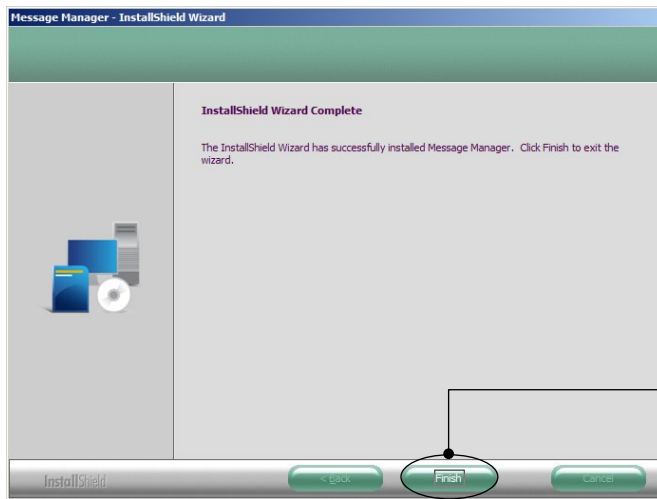 Message Manager - InstallShield Wizard
InstallShield Wizard Complete
The InstallShield Wizard has successfully installed Message Manager. Click Finish to exit the
wizard.
InstallShield
< Back
Finish
Cancel